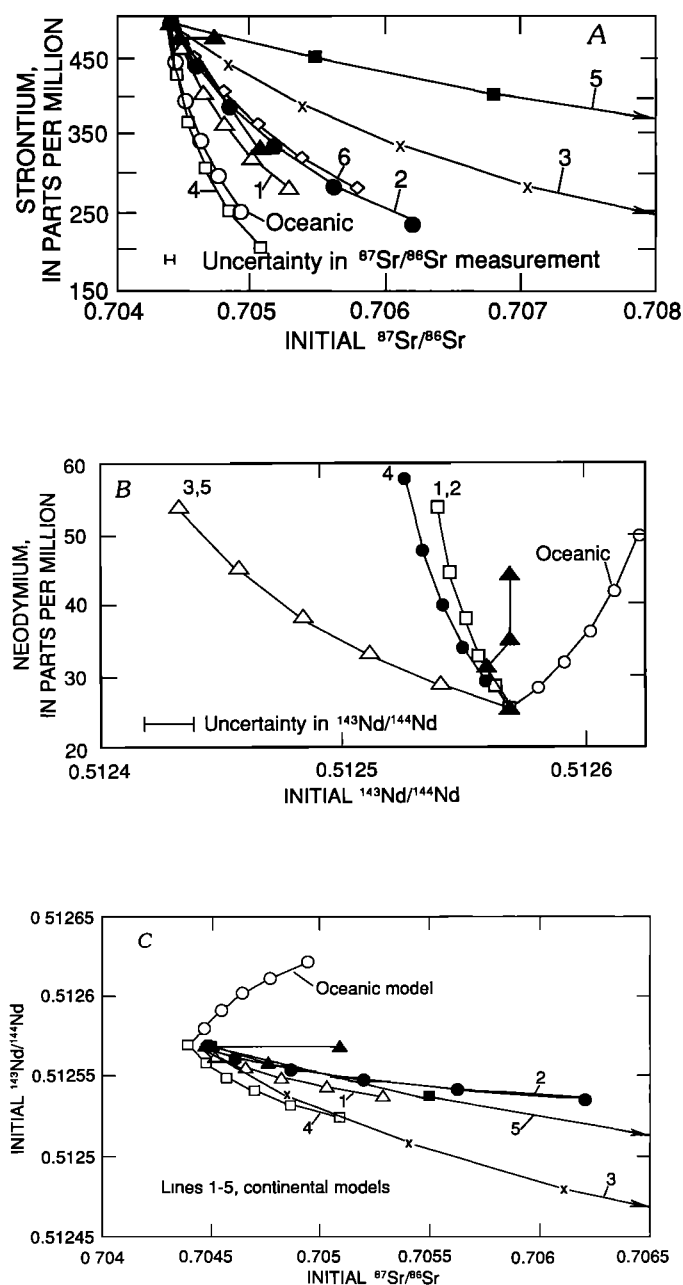 A
STRONTIUM,
IN PARTS PER MILLION
450
350
250
150
5
3
6
2
1
4
Oceanic
Uncertainty in ⁸⁷Sr/⁸⁶Sr measurement
0.704
0.705
0.706
0.707
0.708
INITIAL ⁸⁷Sr/⁸⁶Sr
B
NEODYMIUM,
IN PARTS PER MILLION
60
50
40
30
20
3,5
4
1,2
Oceanic
Uncertainty in ¹⁴³Nd/¹⁴⁴Nd
0.5124
0.5125
0.5126
INITIAL ¹⁴³Nd/¹⁴⁴Nd
C
INITIAL ¹⁴³Nd/¹⁴⁴Nd
0 51265
0 5126
0 51255
0 5125
0 51245
Oceanic model
2
1
5
4
3
Lines 1-5, continental models
0 704
0.7045
0.705
0.7055
0.706
0.7065
INITIAL ⁸⁷Sr/⁸⁶Sr